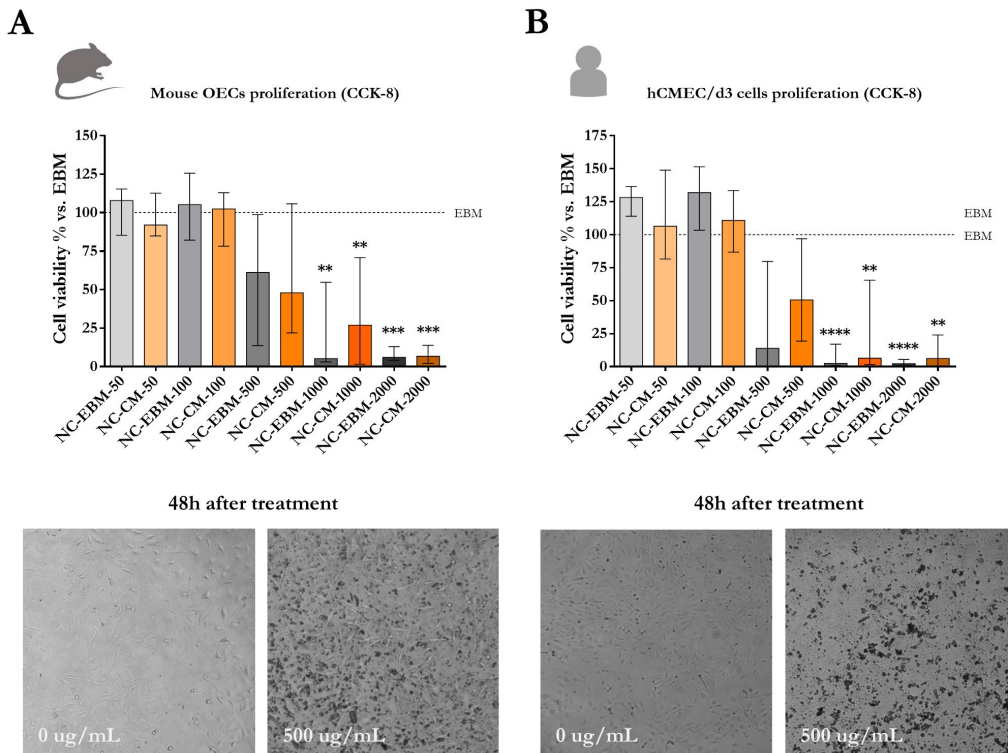 A
Mouse OECs proliferation (CCK-8)
Cell viability % vs. EBM
150
125
100
75
50
25
0
EBM
**
**
***
***
NC-EBM-50
NC-CM-50
NC-EBM-100
NC-CM-100
NC-EBM-500
NC-CM-500
NC-EBM-1000
NC-CM-1000
NC-EBM-2000
NC-CM-2000
48h after treatment
0 ug/mL
500 ug/mL
B
hCMEC/d3 cells proliferation (CCK-8)
Cell viability % vs. EBM
175
150
125
100
75
50
25
0
EBM
EBM
****
**
****
**
NC-EBM-50
NC-CM-50
NC-EBM-100
NC-CM-100
NC-EBM-500
NC-CM-500
NC-EBM-1000
NC-CM-1000
NC-EBM-2000
NC-CM-2000
48h after treatment
0 ug/mL
500 ug/mL